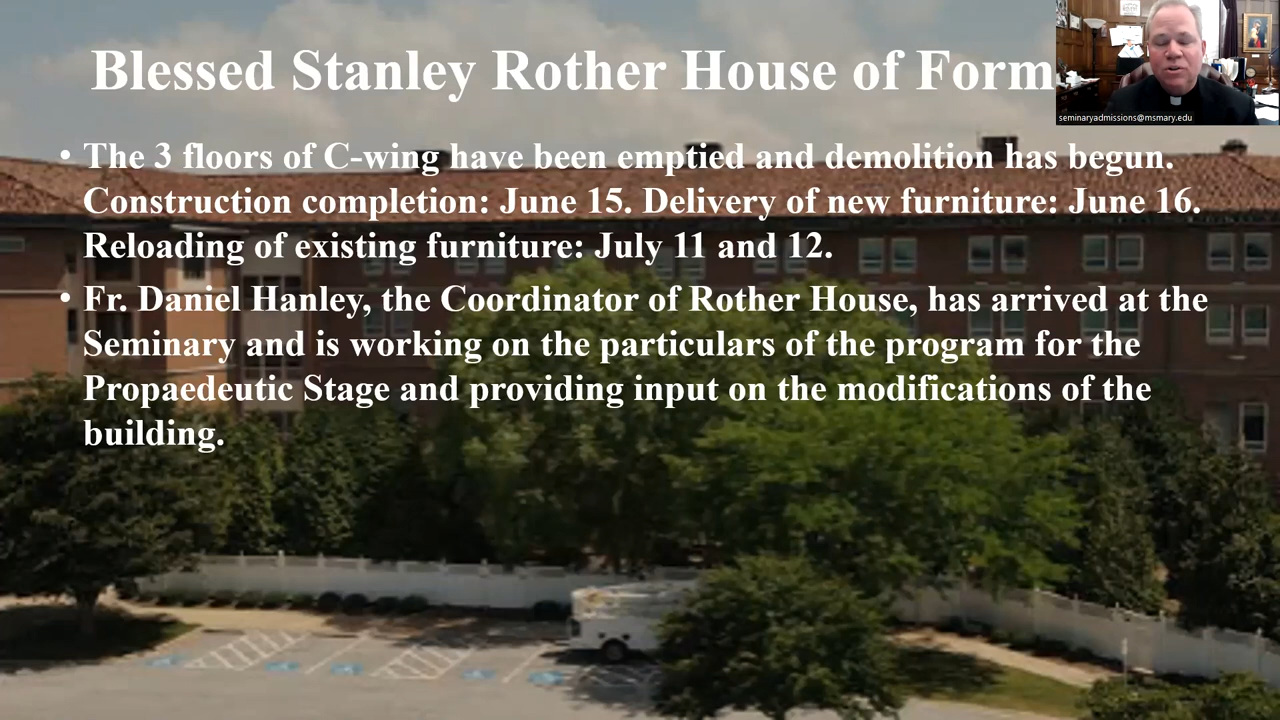 Blessed Stanley Rother House of Form
seminaryadmissions@msmary.edu
• The 3 floors of C-wing have been emptied and demolition has begun.
Construction completion: June 15. Delivery of new furniture: June 16.
Reloading of existing furniture: July 11 and 12.
• Fr. Daniel Hanley, the Coordinator of Rother House, has arrived at the
Seminary and is working on the particulars of the program for the
Propaedeutic Stage and providing input on the modifications of the
building.